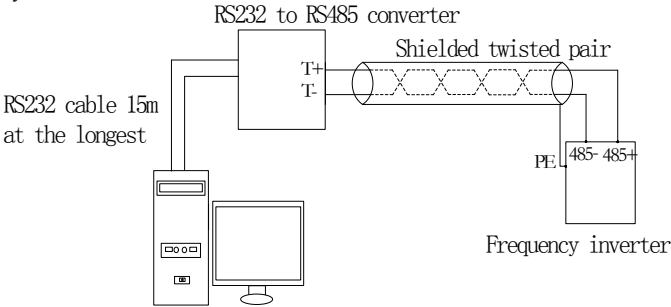 RS232 to RS485 converter
Shielded twisted pair
T+
T-
RS232 cable 15m
at the longest
PE
485- 485+
Frequency inverter